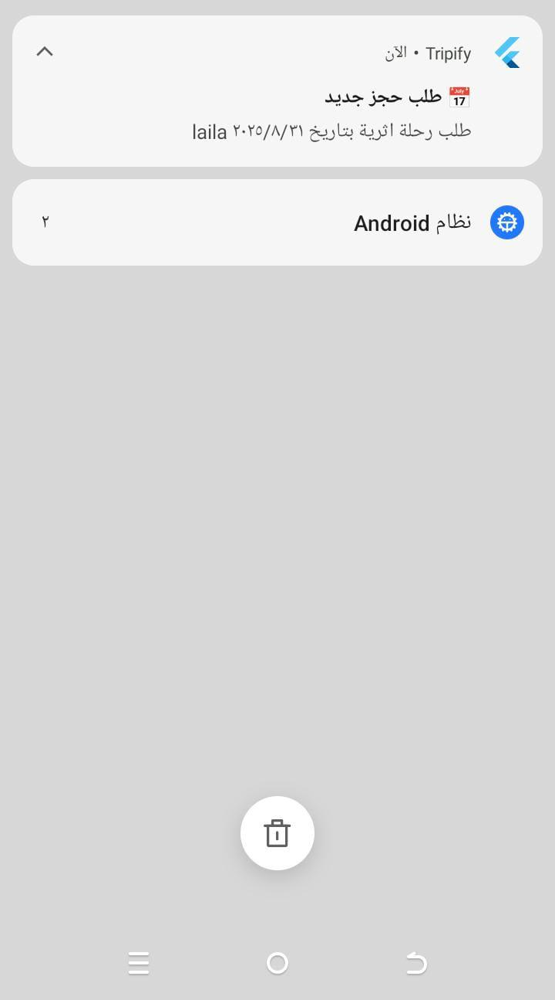 Tripify • الآن
📅 طلب حجز جديد
laila طلب رحلة اثرية بتاريخ ٢٠٢٥/٨/٣١
نظام Android
٢